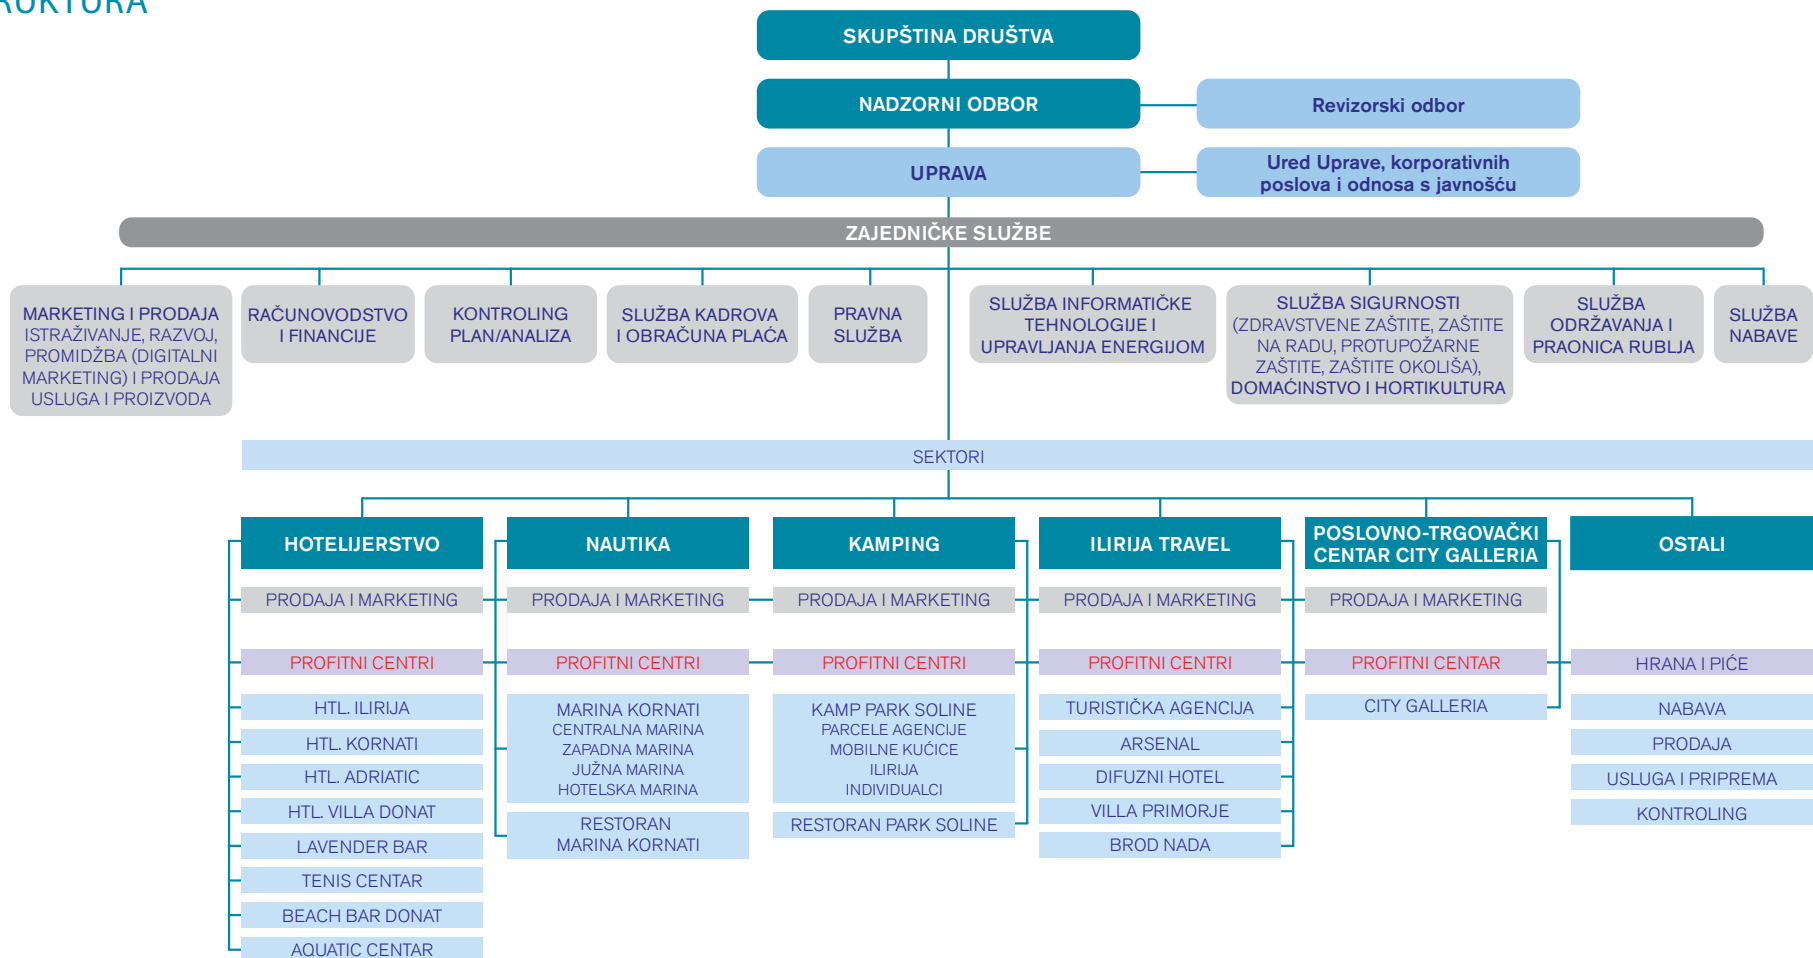 RUKTURA
SKUPŠTINA DRUŠTVA
NADZORNI ODBOR
Revizorski odbor
UPRAVA
Ured Uprave, korporativnih
poslova i odnosa s javnošću
ZAJEDNIČKE SLUŽBE
MARKETING I PRODAJA
ISTRAŽIVANJE, RAZVOJ,
PROMIDŽBA (DIGITALNI
MARKETING) I PRODAJA
USLUGA I PROIZVODA
RAČUNOVODSTVO
I FINANCIJE
KONTROLING
PLAN/ANALIZA
SLUŽBA KADROVA
I OBRAČUNA PLAĆA
PRAVNA
SLUŽBA
SLUŽBA INFORMATIČKE
TEHNOLOGIJE I
UPRAVLJANJA ENERGIJOM
SLUŽBA SIGURNOSTI
(ZDRAVSTVENE ZAŠTITE, ZAŠTITE
NA RADU, PROTUPOŽARNE
ZAŠTITE, ZAŠTITE OKOLIŠA),
DOMAĆINSTVO I HORTIKULTURA
SLUŽBA
ODRŽAVANJA I
PRAONICA RUBLJA
SLUŽBA
NABAVE
SEKTORI
HOTELIJERSTVO
PRODAJA I MARKETING
PROFITNI CENTRI
HTL. ILIRIJA
HTL. KORNATI
HTL. ADRIATIC
HTL. VILLA DONAT
LAVENDER BAR
TENIS CENTAR
BEACH BAR DONAT
AQUATIC CENTAR
NAUTIKA
PRODAJA I MARKETING
PROFITNI CENTRI
MARINA KORNATI
CENTRALNA MARINA
ZAPADNA MARINA
JUŽNA MARINA
HOTELSKA MARINA
RESTORAN
MARINA KORNATI
KAMPING
PRODAJA I MARKETING
PROFITNI CENTRI
KAMP PARK SOLINE
PARCELE AGENCIJE
MOBILNE KUĆICE
ILIRIJA
INDIVIDUALCI
RESTORAN PARK SOLINE
ILIRIJA TRAVEL
PRODAJA I MARKETING
PROFITNI CENTRI
TURISTIČKA AGENCIJA
ARSENAL
DIFUZNI HOTEL
VILLA PRIMORJE
BROD NADA
POSLOVNO-TRGOVAČKI
CENTAR CITY GALLERIA
PRODAJA I MARKETING
PROFITNI CENTAR
CITY GALLERIA
OSTALI
HRANA I PIĆE
NABAVA
PRODAJA
USLUGA I PRIPREMA
KONTROLING